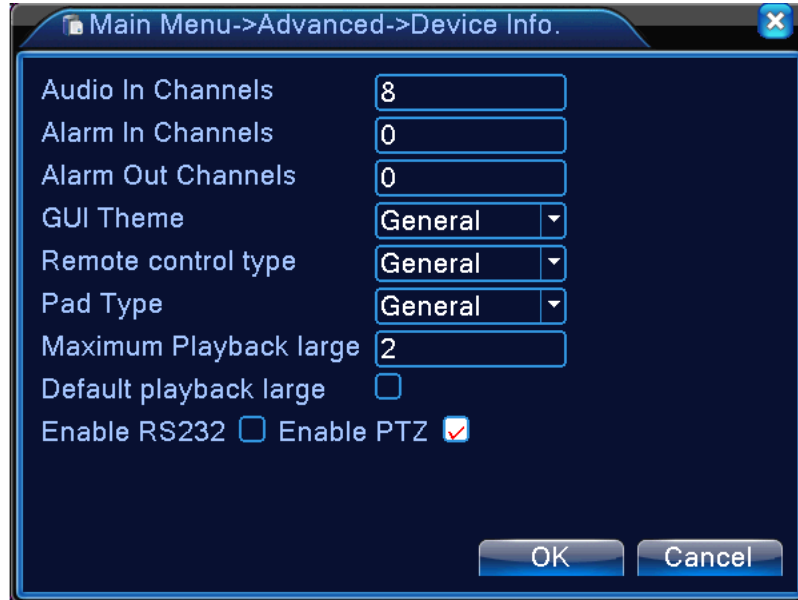 Main Menu->Advanced->Device Info.
Audio In Channels 8
Alarm In Channels 0
Alarm Out Channels 0
GUI Theme General
Remote control type General
Pad Type General
Maximum Playback large 2
Default playback large
Enable RS232 Enable PTZ
OK Cancel